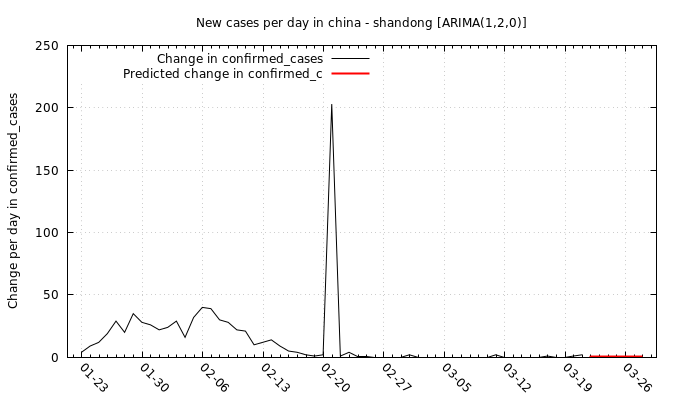 New cases per day in china - shandong [ARIMA(1,2,0)]
Change per day in confirmed_cases
Change in confirmed_cases
Predicted change in confirmed_c
250
200
150
100
50
0
01-23 01-30 02-06 02-13 02-20 02-27 03-05 03-12 03-19 03-26